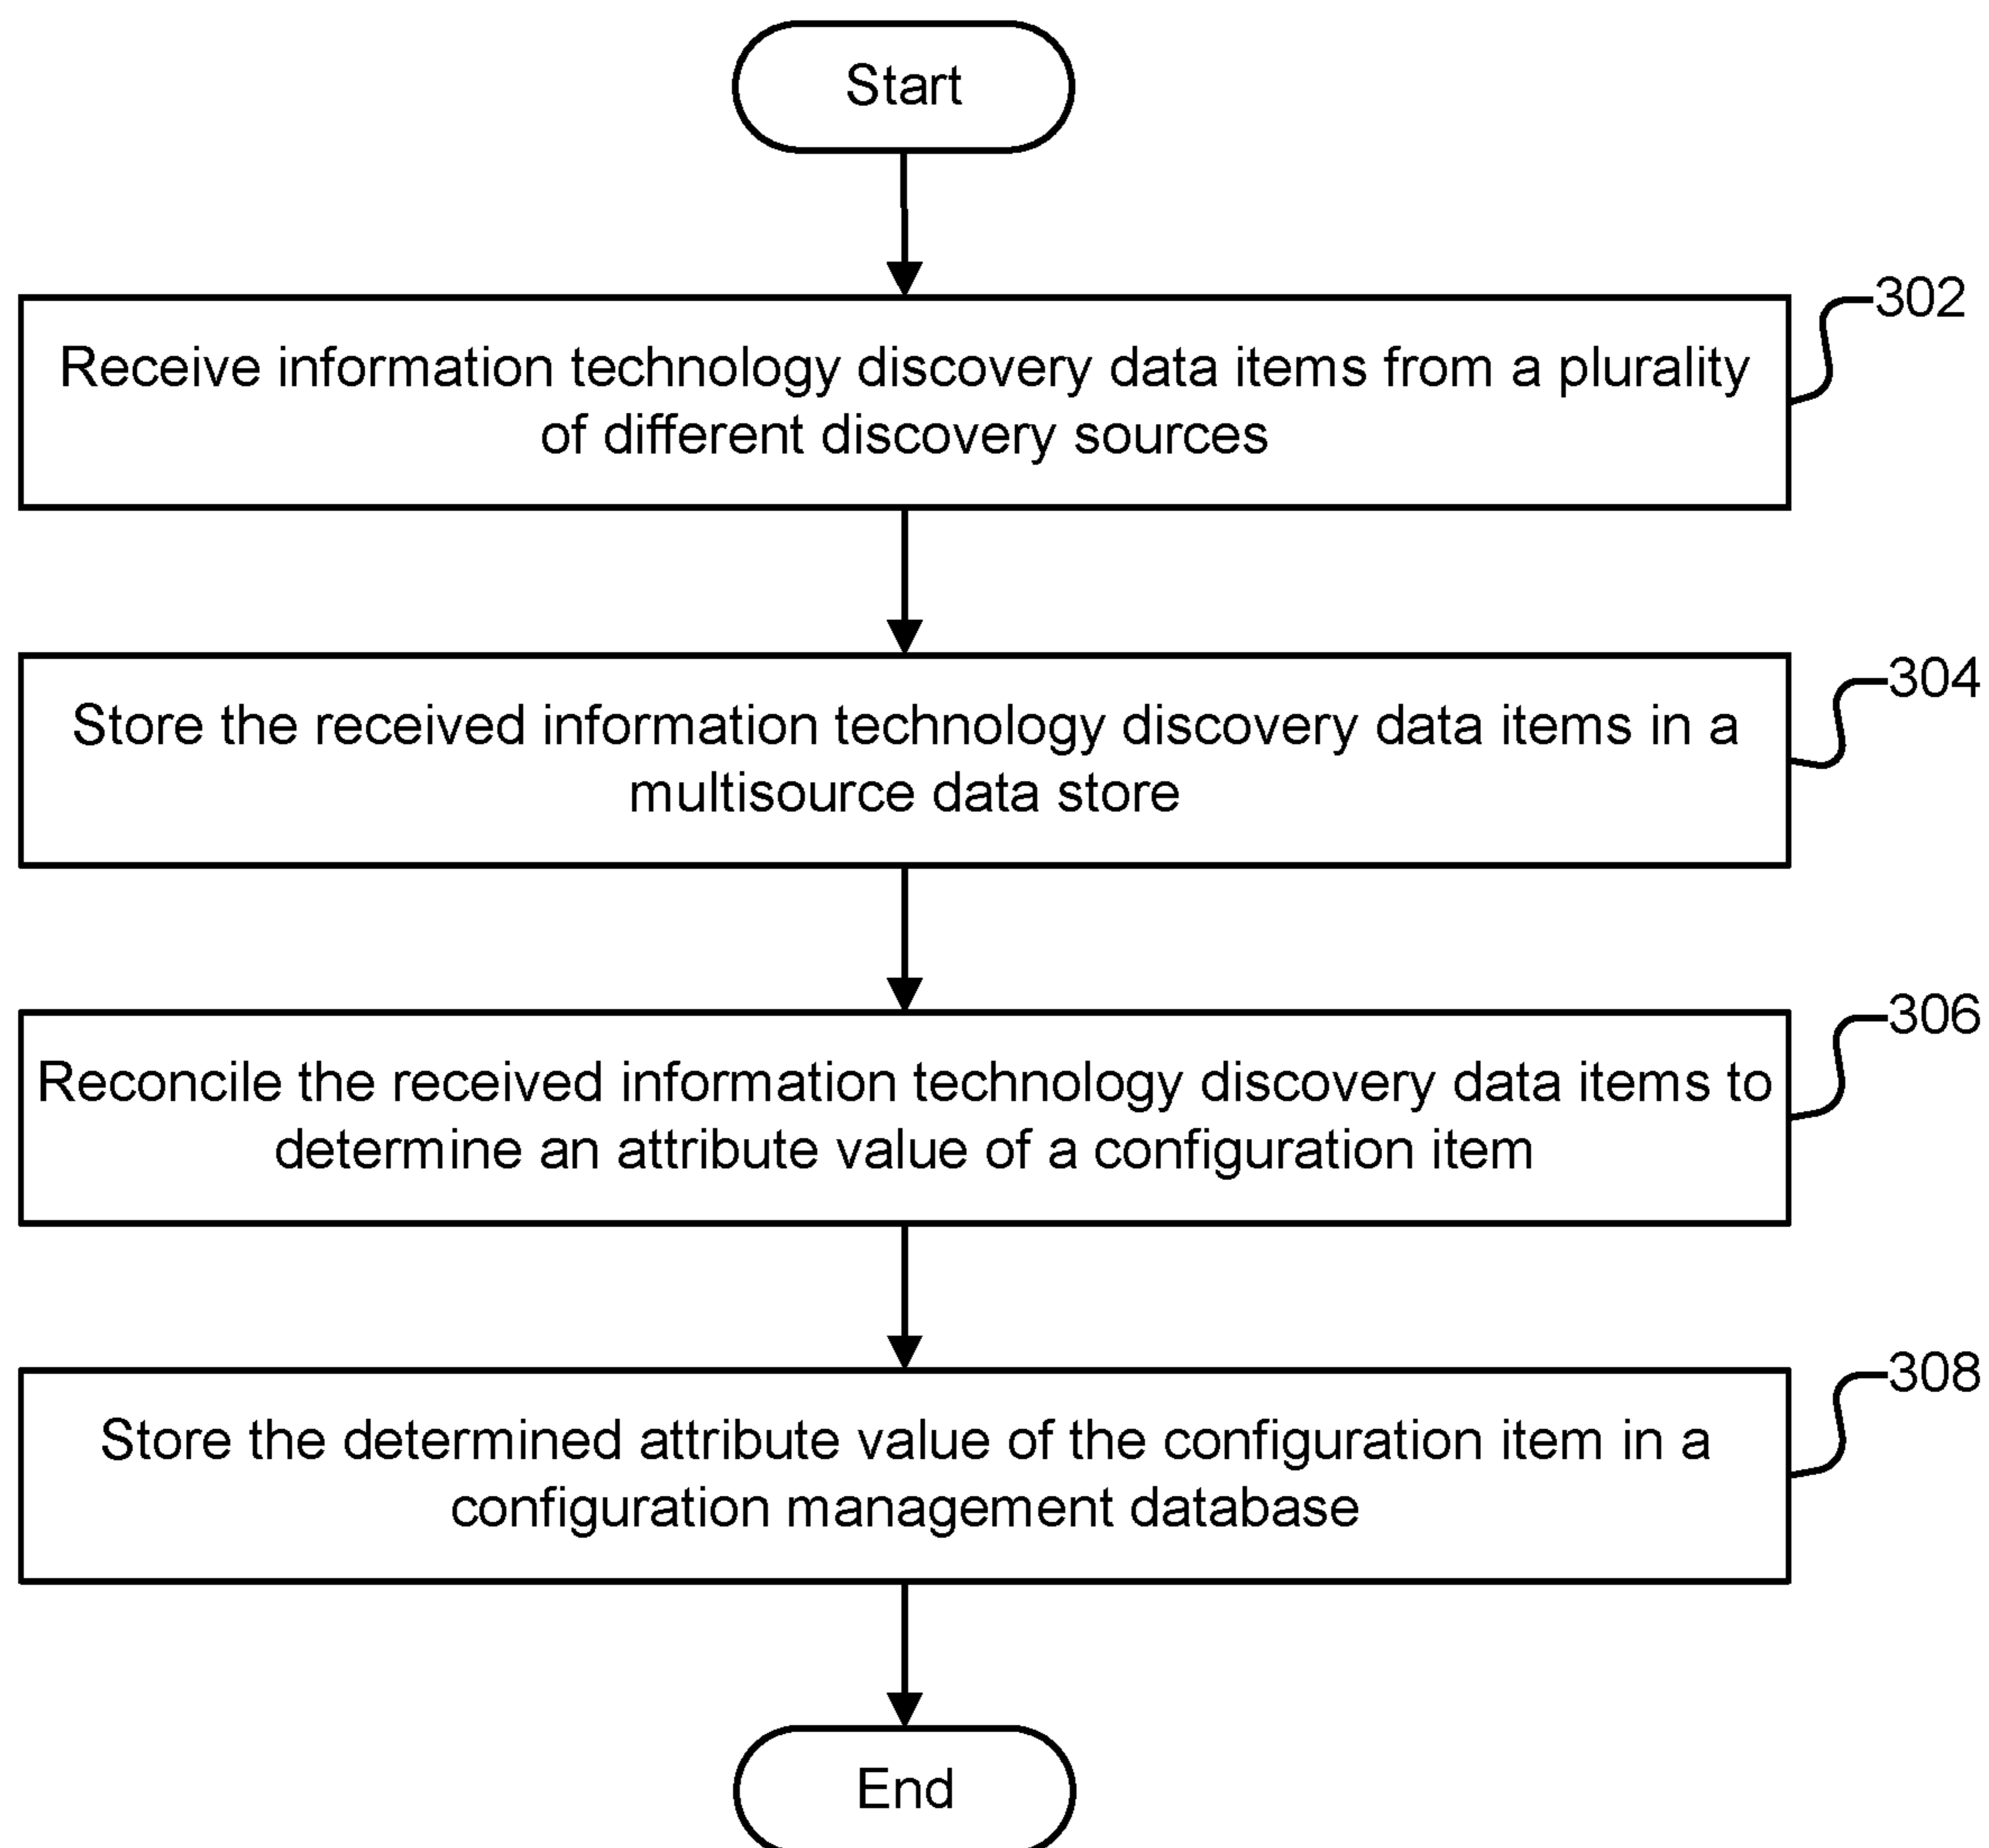 Start
302
Receive information technology discovery data items from a plurality
of different discovery sources
304
Store the received information technology discovery data items in a
multisource data store
306
Reconcile the received information technology discovery data items to
determine an attribute value of a configuration item
308
Store the determined attribute value of the configuration item in a
configuration management database
End